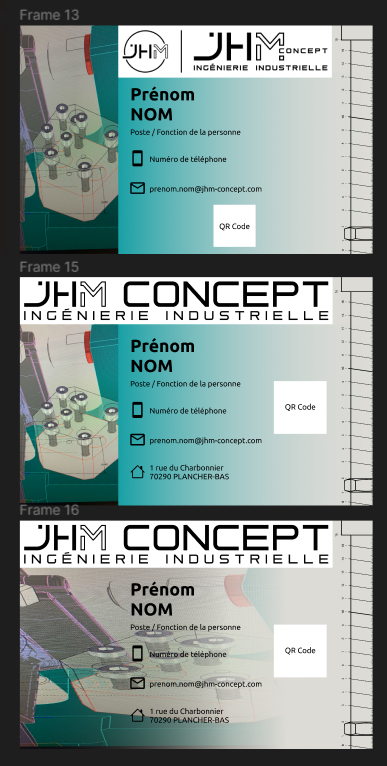 Frame 13
JHM
JHM CONCEPT
INGÉNIERIE INDUSTRIELLE
Prénom
NOM
Poste / Fonction de la personne
Numéro de téléphone
prenom.nom@jhm-concept.com
QR Code
Frame 15
JHM CONCEPT
INGÉNIERIE INDUSTRIELLE
Prénom
NOM
Poste / Fonction de la personne
Numéro de téléphone
QR Code
prenom.nom@jhm-concept.com
1 rue du Charbonnier
70290 PLANCHER-BAS
Frame 16
JHM CONCEPT
INGÉNIERIE INDUSTRIELLE
Prénom
NOM
Poste / Fonction de la personne
Numéro de téléphone
QR Code
prenom.nom@jhm-concept.com
1 rue du Charbonnier
70290 PLANCHER-BAS